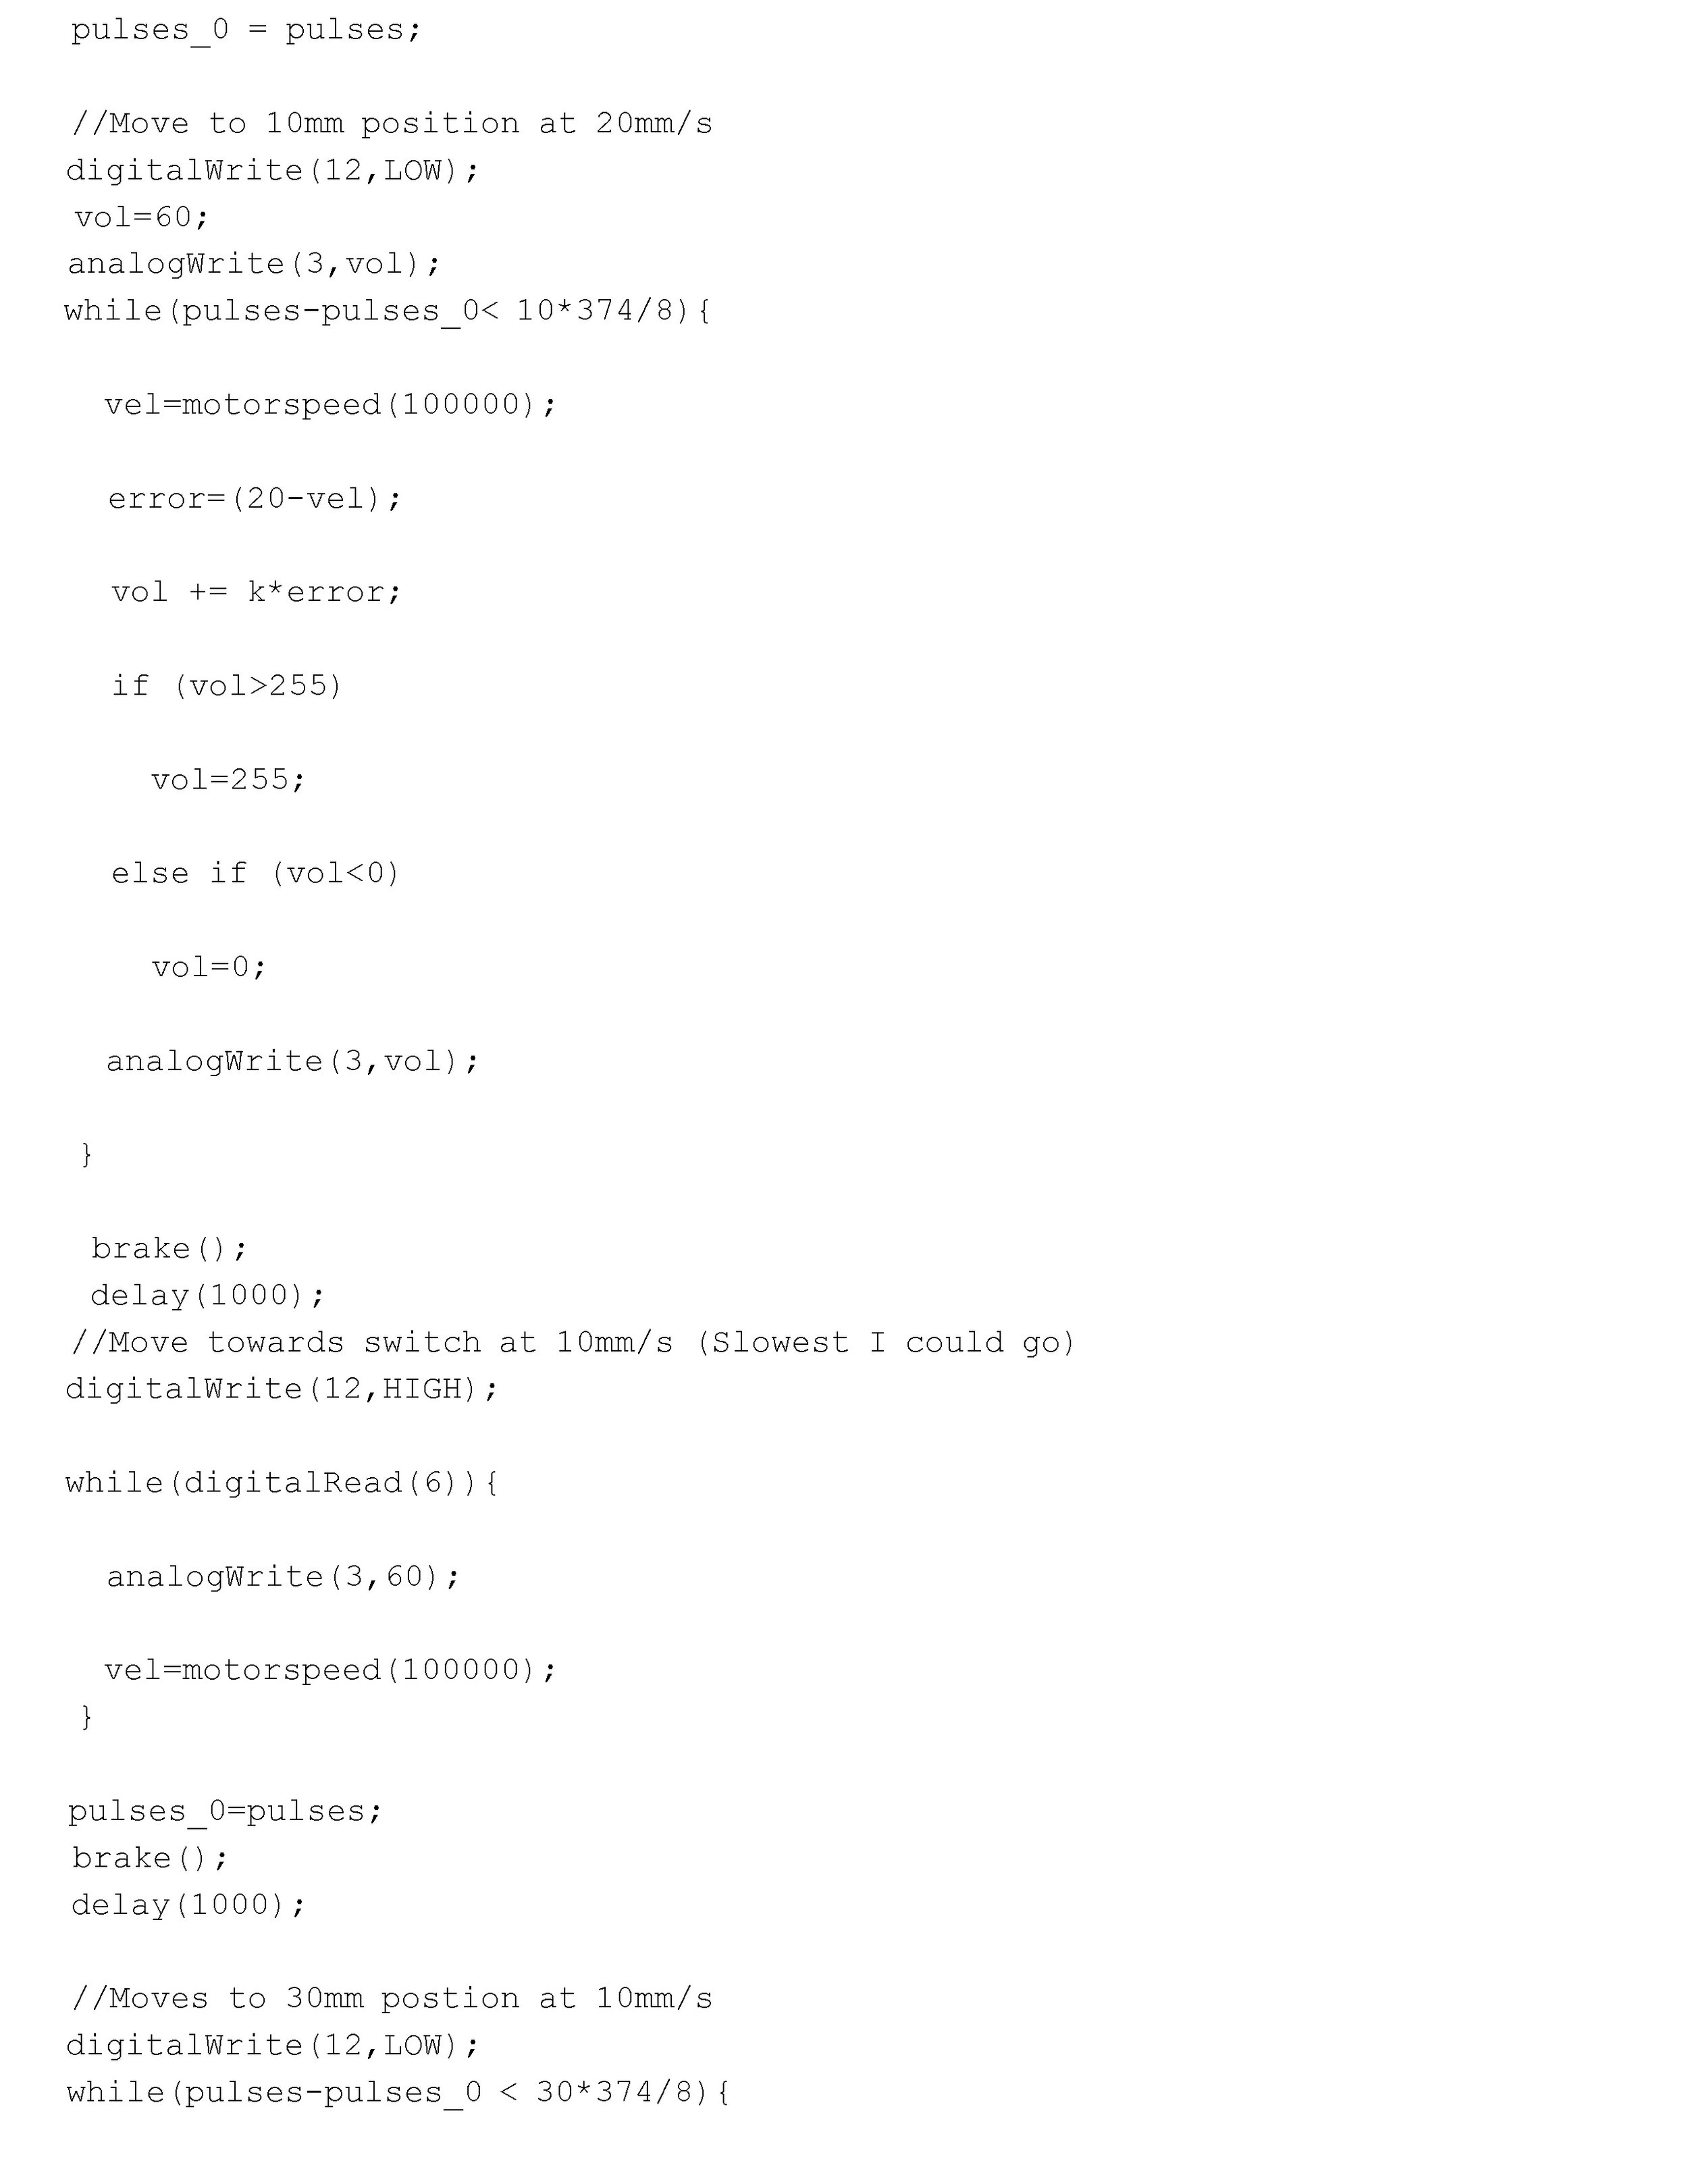 pulses_0 = pulses;
//Move to 10mm position at 20mm/s
digitalWrite(12,LOW);
vol=60;
analogWrite(3,vol);
while(pulses-pulses_0< 10*374/8){
vel=motorspeed(100000);
error=(20-vel);
vol += k*error;
if (vol>255)
vol=255;
else if (vol<0)
vol=0;
analogWrite(3,vol);
}
brake();
delay(1000);
//Move towards switch at 10mm/s (Slowest I could go)
digitalWrite(12,HIGH);
while(digitalRead(6)){
analogWrite(3,60);
vel=motorspeed(100000);
}
pulses_0=pulses;
brake();
delay(1000);
//Moves to 30mm postion at 10mm/s
digitalWrite(12,LOW);
while(pulses-pulses_0 < 30*374/8){